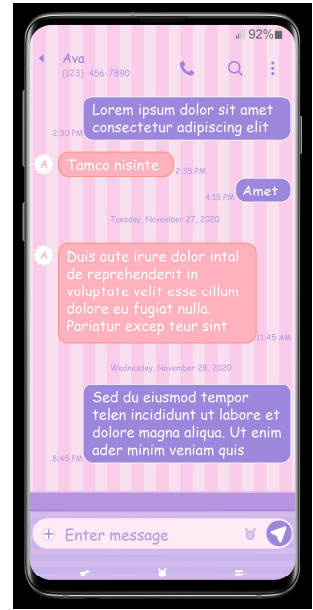 92%
Ava
(123) 456-7890
Lorem ipsum dolor sit amet
consectetur adipiscing elit
2:30 PM
A
Tamco nisinte
2:35 PM
Amet
4:15 PM
Tuesday, November 27, 2020
A
Duis aute irure dolor intal
de reprehenderit in
voluptate velit esse cillum
dolore eu fugiat nulla.
Pariatur excep teur sint
11:45 AM
Wednesday, November 28, 2020
Sed du eiusmod tempor
telen incididunt ut labore et
dolore magna aliqua. Ut enim
ader minim veniam quis
8:45 PM
Enter message